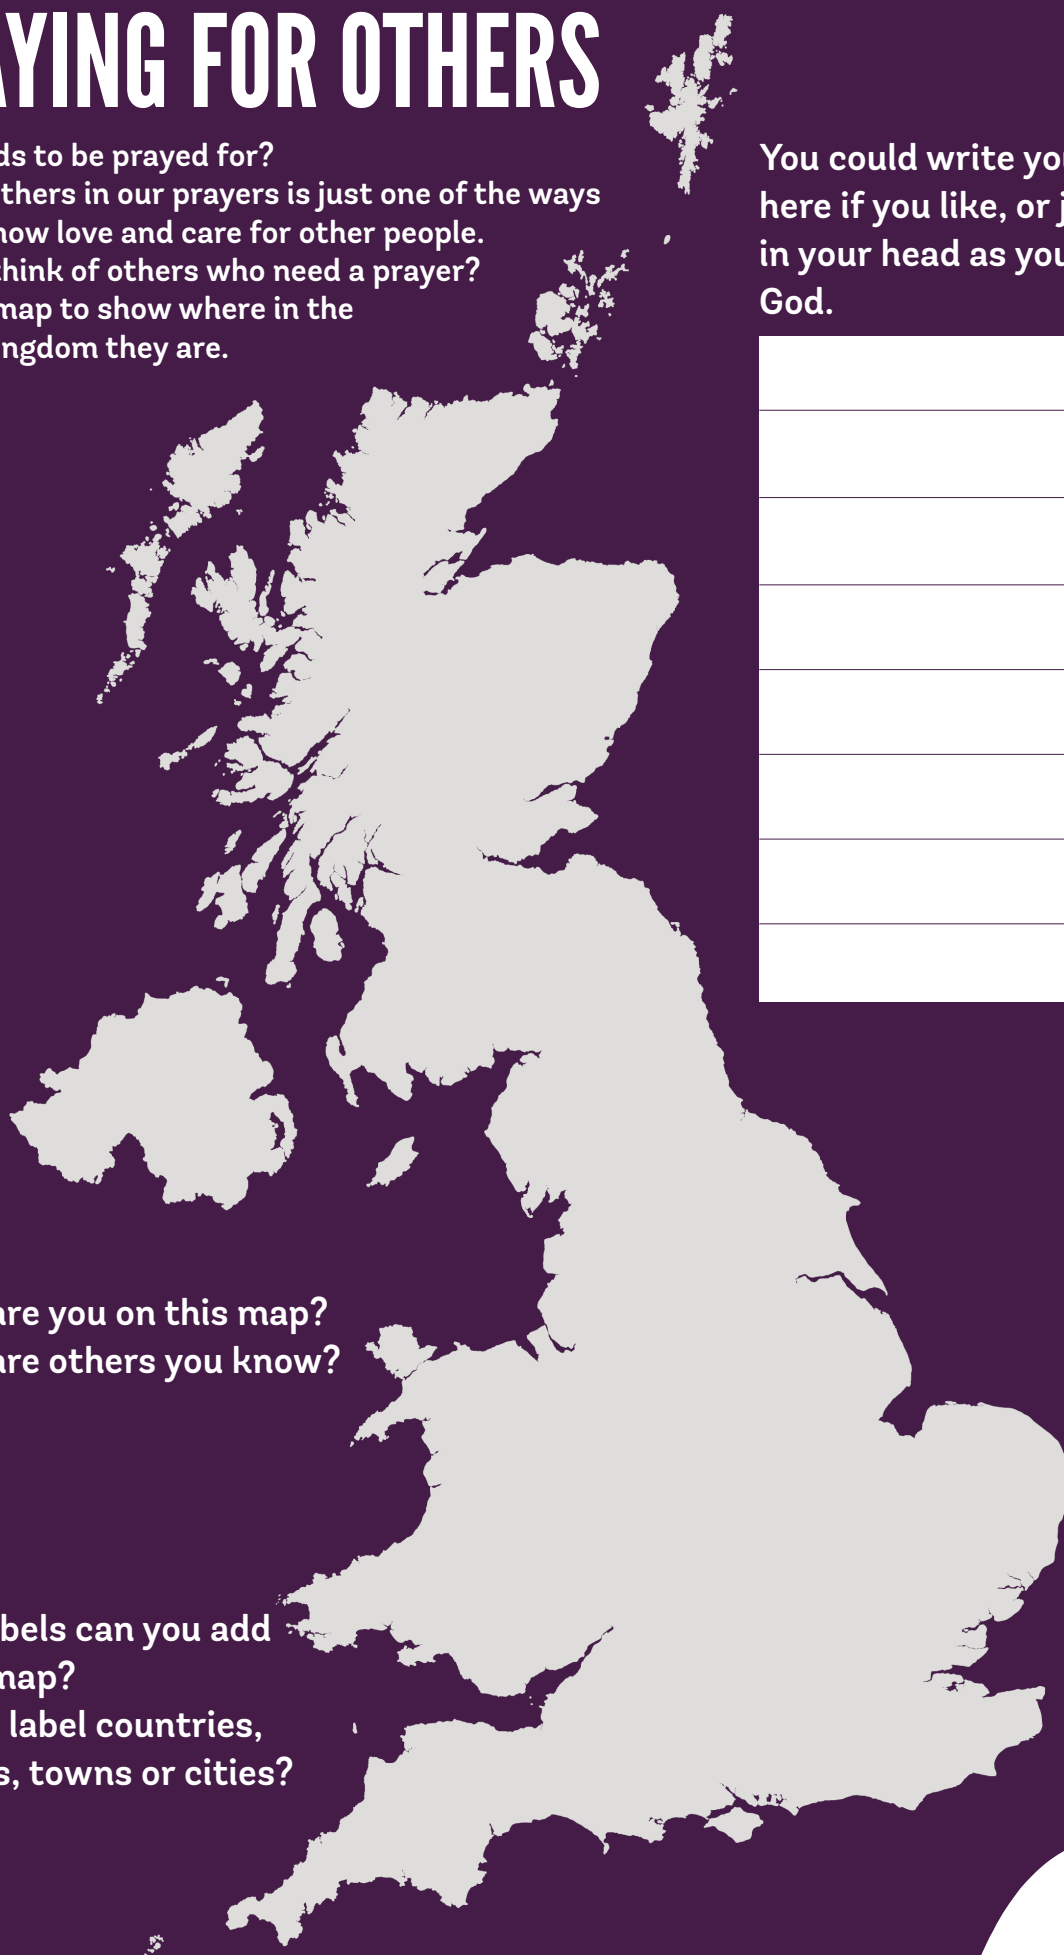 AYING FOR OTHERS
ds to be prayed for?
thers in our prayers is just one of the ways
how love and care for other people.
think of others who need a prayer?
map to show where in the
ngdom they are.
You could write you
here if you like, or j
in your head as you
God.
are you on this map?
are others you know?
bels can you add
map?
label countries,
s, towns or cities?